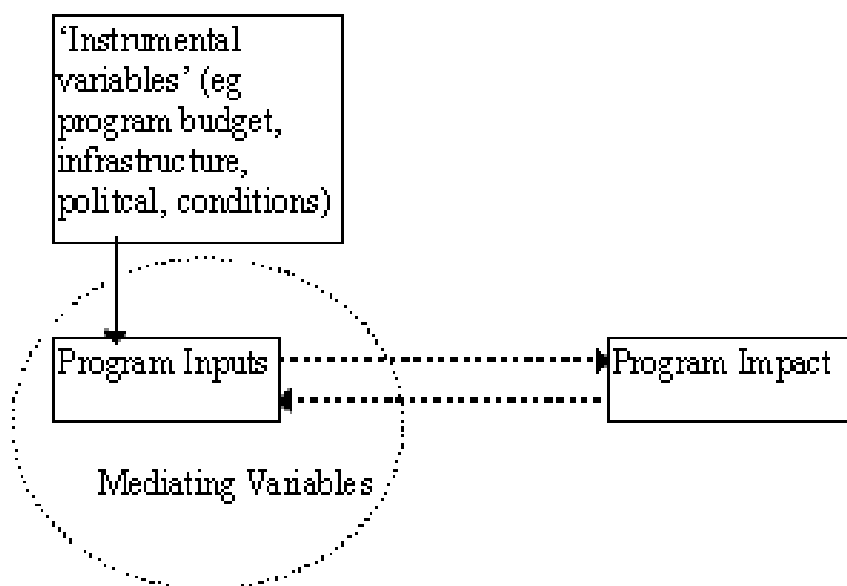 ‘Instrumental
variables’ (eg
program budget,
infrastructure,
politcal, conditions)
Program Inputs
Program Impact
Mediating Variables